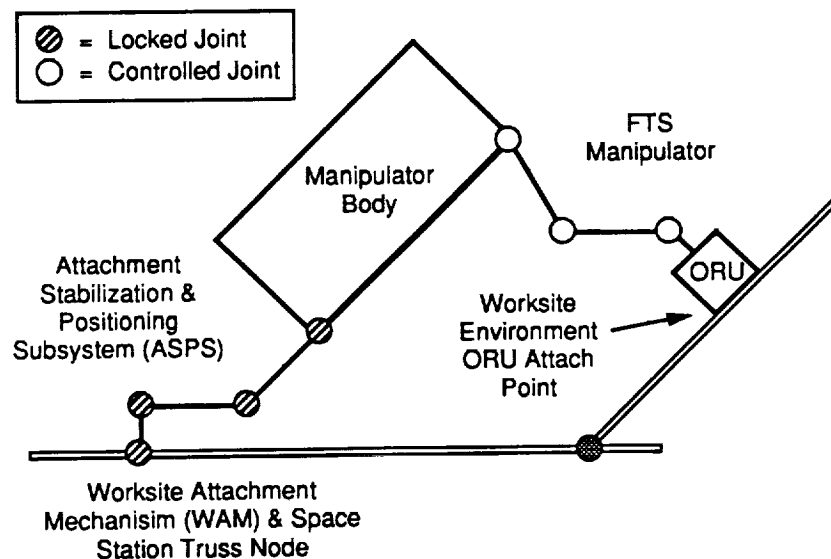 = Locked Joint
= Controlled Joint
FTS
Manipulator
Manipulator
Body
ORU
Attachment
Stabilization &
Positioning
Subsystem (ASPS)
Worksite
Environment
ORU Attach
Point
Worksite Attachment
Mechanisim (WAM) & Space
Station Truss Node